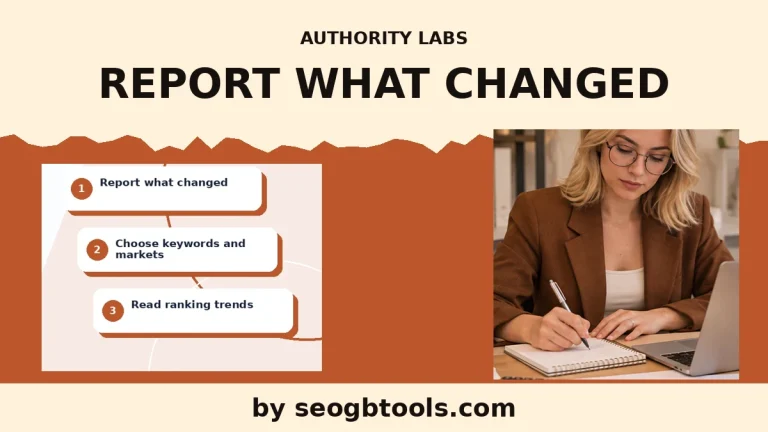 AUTHORITY LABS
REPORT WHAT CHANGED
1 Report what changed
2 Choose keywords and
markets
3 Read ranking trends
by seogbtools.com